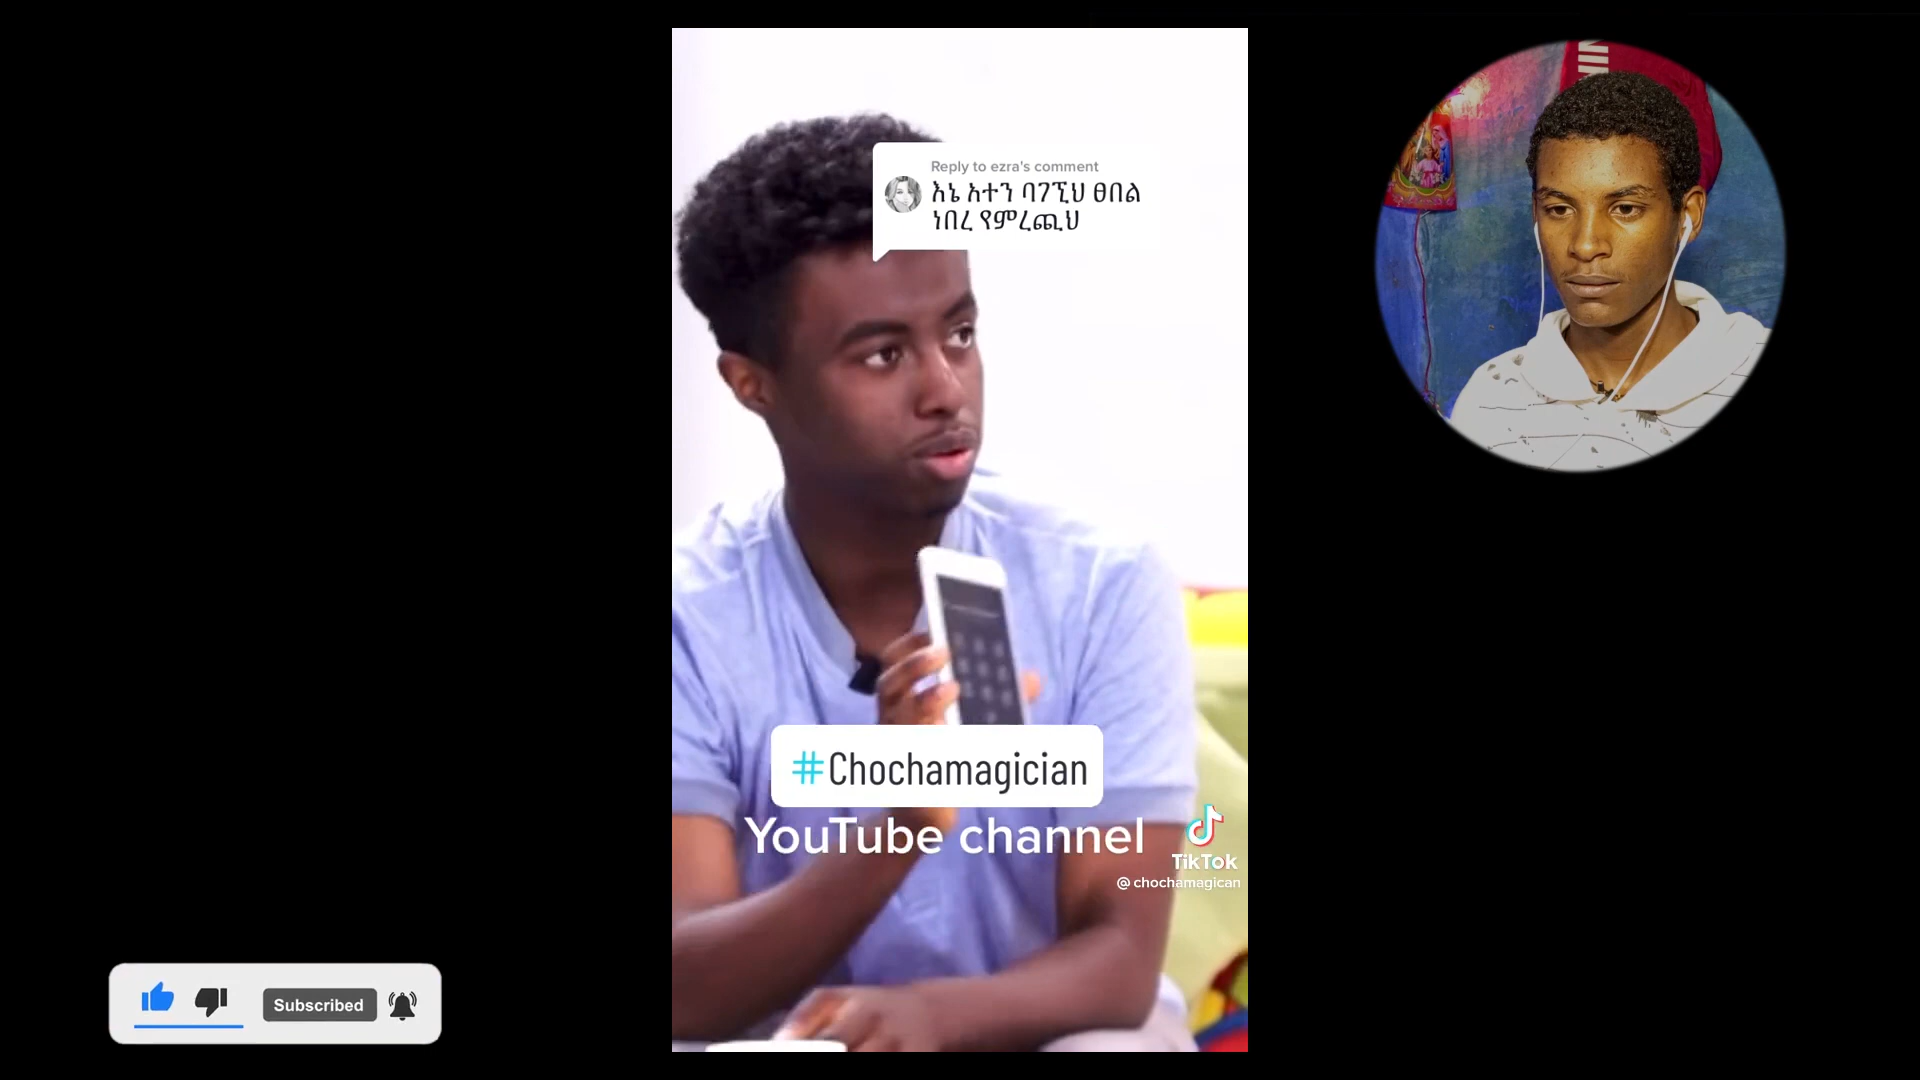 Reply to ezra's comment
እኔ አተን ባገኚህ ፀበል
ነበረ የምረጪህ
#Chochamagician
YouTube channel
TikTok
@chochamagican
Subscribed